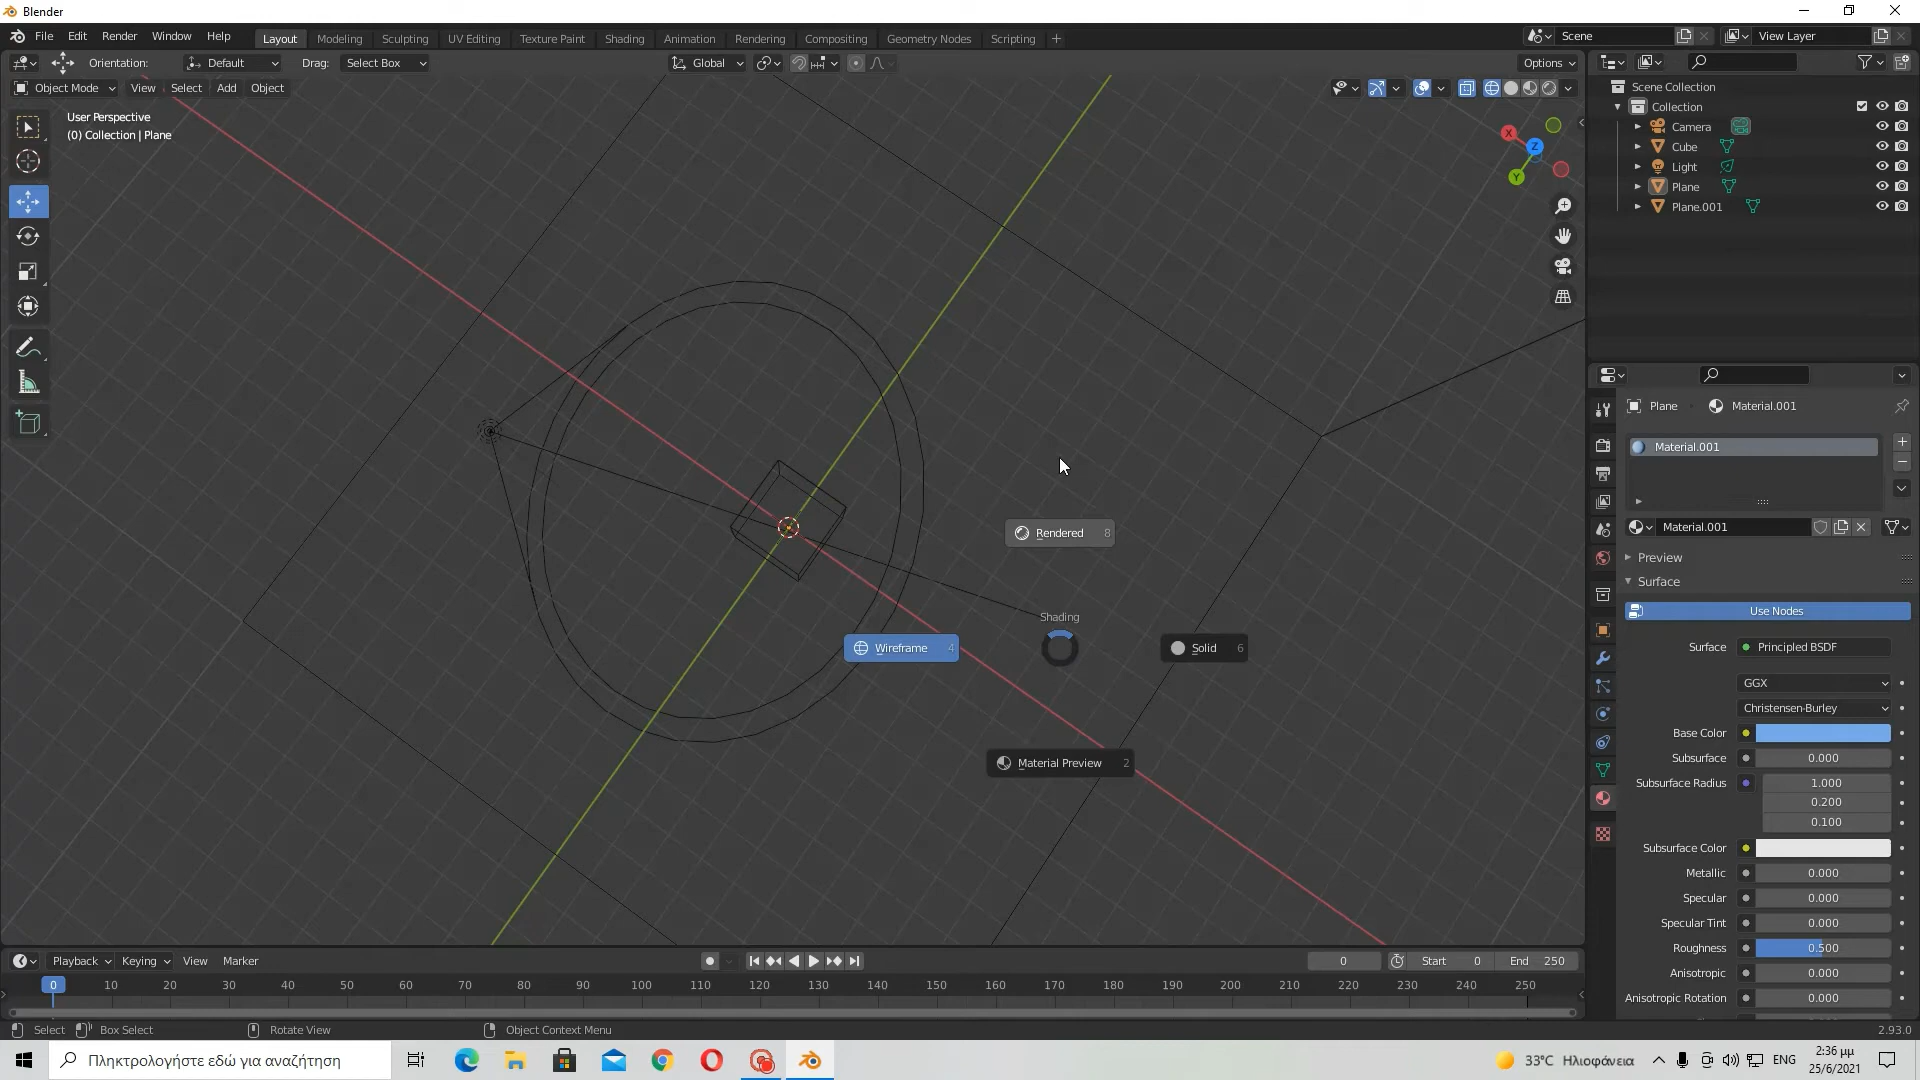 Blender
File Edit Render Window Help Layout Modeling Sculpting UV Editing Texture Paint Shading Animation Rendering Compositing Geometry Nodes Scripting + Scene View Layer
Orientation: Default Drag: Select Box Global Options
Object Mode View Select Add Object
User Perspective
(0) Collection | Plane
X
Z
Y
Scene Collection
Collection
Camera
Cube
Light
Plane
Plane.001
Rendered 8
Shading
Wireframe 4
Solid 6
Material Preview 2
Plane Material.001
Material.001
Material.001
Preview
Surface
Use Nodes
Surface Principled BSDF
GGX
Christensen-Burley
Base Color
Subsurface 0.000
Subsurface Radius 1.000
0.200
0.100
Subsurface Color
Metallic 0.000
Specular 0.000
Specular Tint 0.000
Roughness 0.500
Anisotropic 0.000
Anisotropic Rotation 0.000
Playback Keying View Marker 0 Start 0 End 250
0 10 20 30 40 50 60 70 80 90 100 110 120 130 140 150 160 170 180 190 200 210 220 230 240 250
Select Box Select Rotate View Object Context Menu 2.93.0
Πληκτρολογήστε εδώ για αναζήτηση 33°C Ηλιοφάνεια ENG 2:36 μμ
25/6/2021